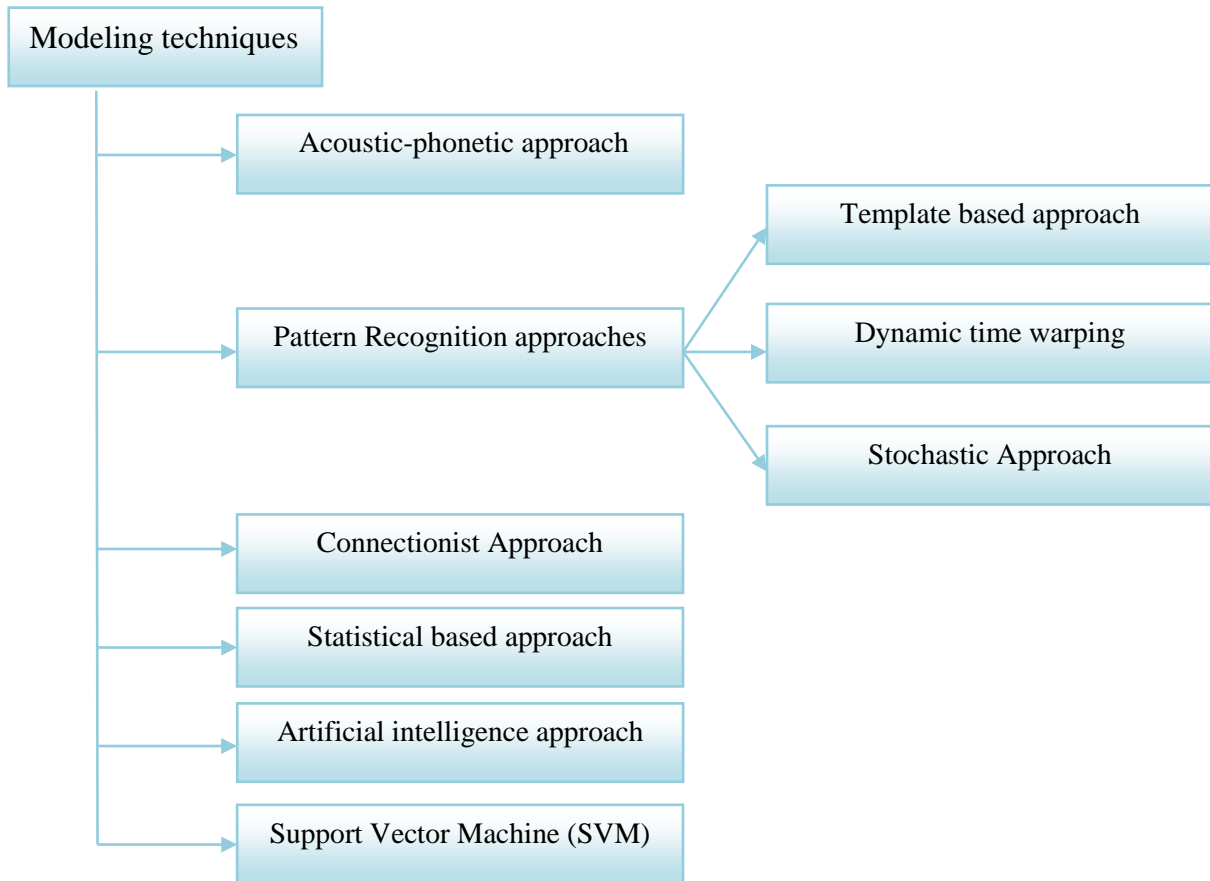 Modeling techniques
Acoustic-phonetic approach
Pattern Recognition approaches
Template based approach
Dynamic time warping
Stochastic Approach
Connectionist Approach
Statistical based approach
Artificial intelligence approach
Support Vector Machine (SVM)